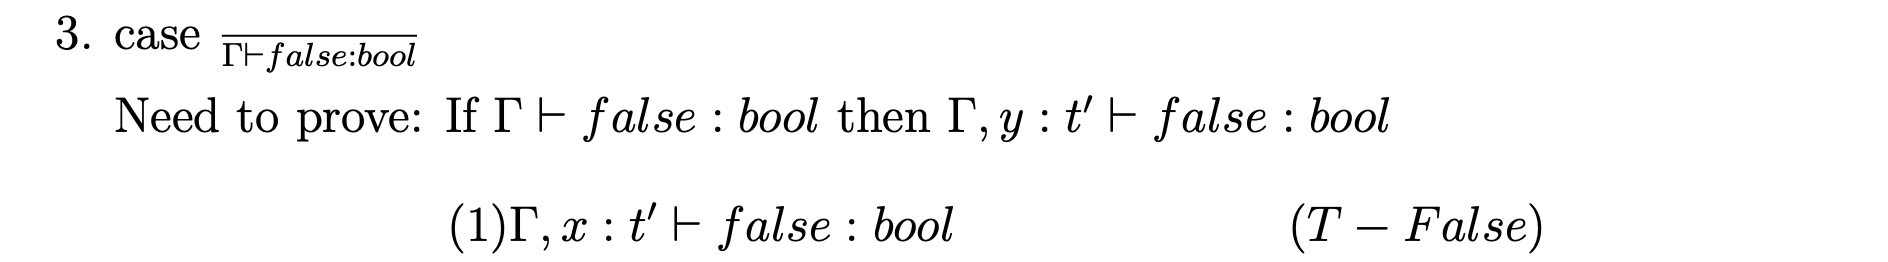 3. case Γ⊢false:bool
Need to prove: If Γ ⊢ false : bool then Γ, y : t′ ⊢ false : bool
(1)Γ, x : t′ ⊢ false : bool (T − False)